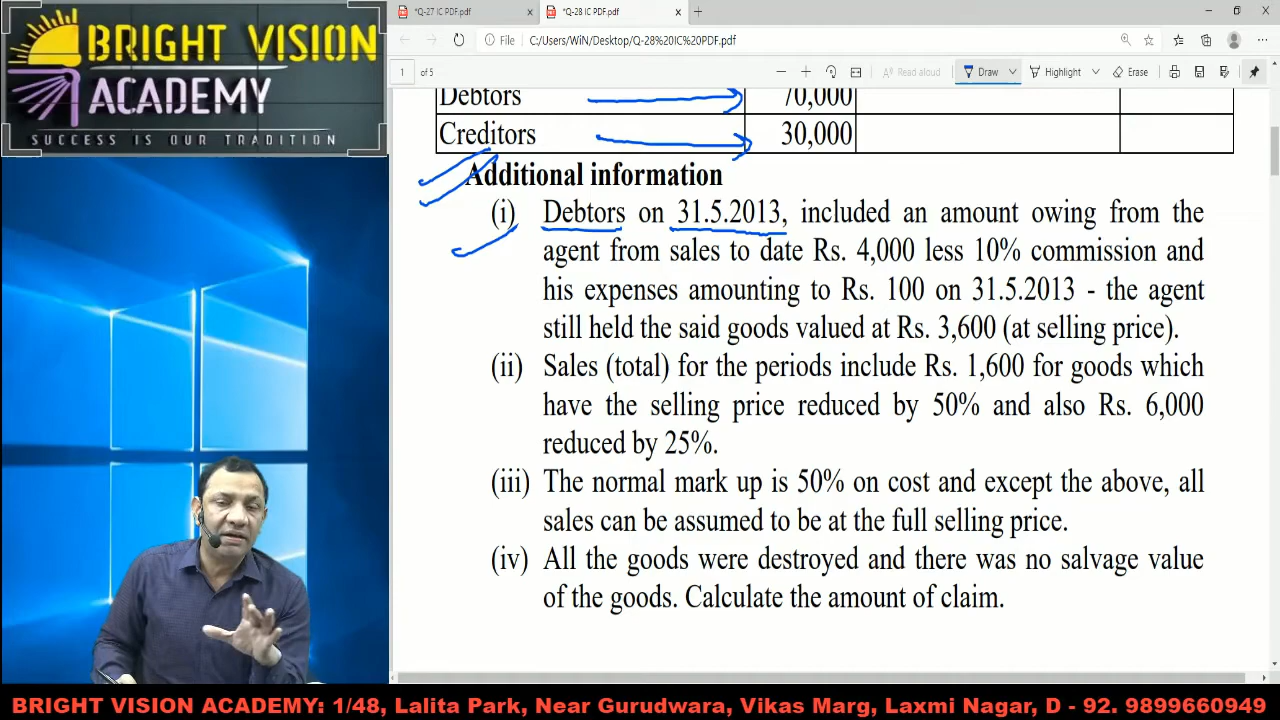 *Q-27 IC PDF.pdf
*Q-28 IC PDF.pdf
File
C:/Users/WiN/Desktop/Q-28%20IC%20PDF.pdf
1
of 5
Read aloud
Draw
Highlight
Erase
BRIGHT VISION
ACADEMY
SUCCESS IS OUR TRADITION
Debtors 70,000
Creditors 30,000
Additional information
(i) Debtors on 31.5.2013, included an amount owing from the
agent from sales to date Rs. 4,000 less 10% commission and
his expenses amounting to Rs. 100 on 31.5.2013 - the agent
still held the said goods valued at Rs. 3,600 (at selling price).
(ii) Sales (total) for the periods include Rs. 1,600 for goods which
have the selling price reduced by 50% and also Rs. 6,000
reduced by 25%.
(iii) The normal mark up is 50% on cost and except the above, all
sales can be assumed to be at the full selling price.
(iv) All the goods were destroyed and there was no salvage value
of the goods. Calculate the amount of claim.
BRIGHT VISION ACADEMY: 1/48, Lalita Park, Near Gurudwara, Vikas Marg, Laxmi Nagar, D - 92. 9899660949